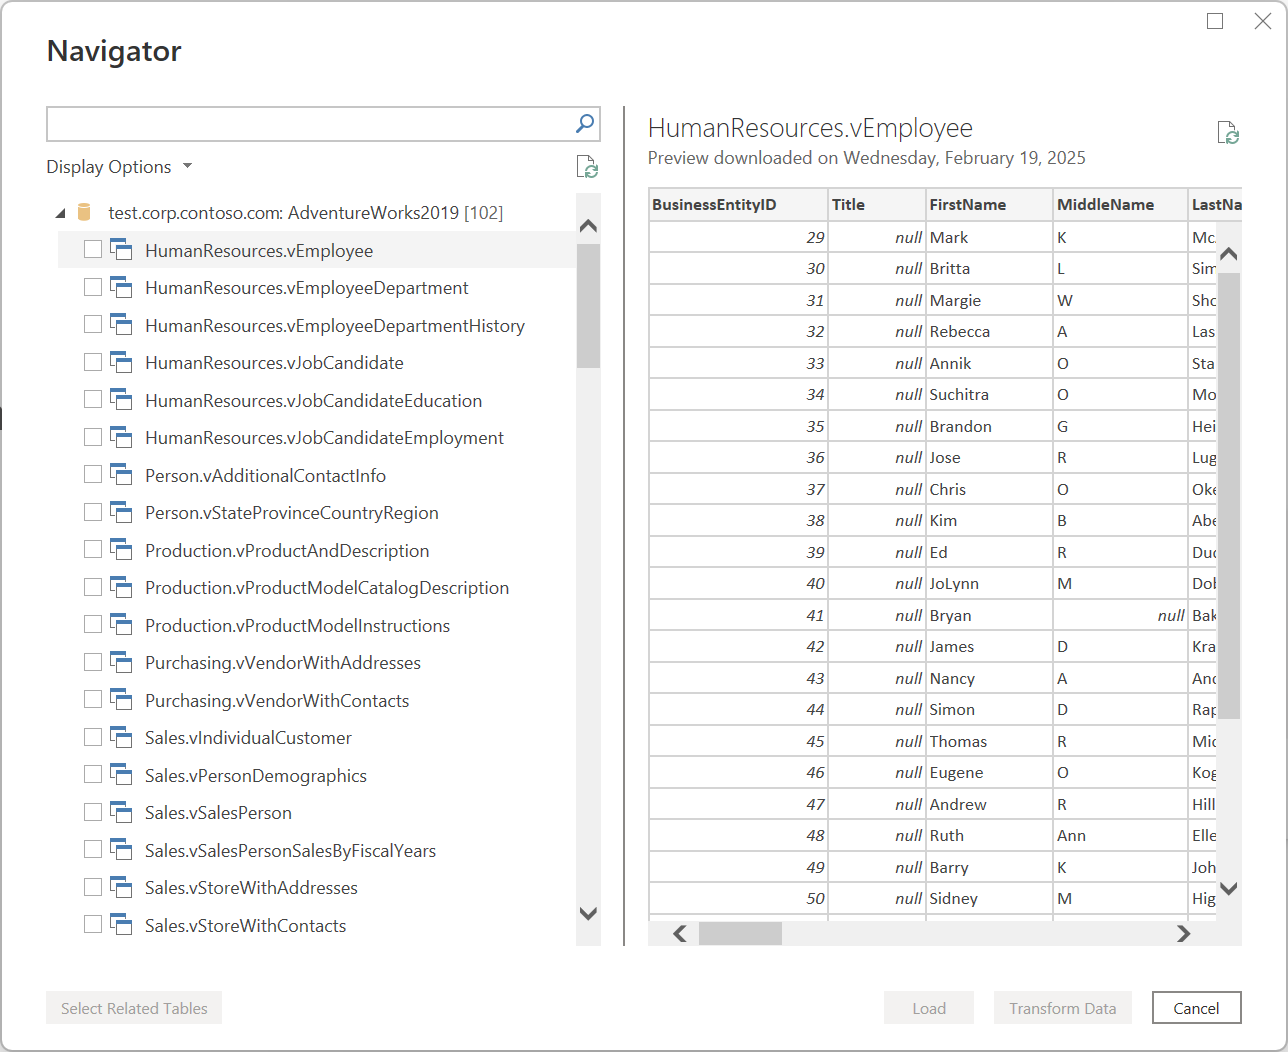 Navigator
Display Options
test.corp.contoso.com: AdventureWorks2019 [102]
HumanResources.vEmployee
HumanResources.vEmployeeDepartment
HumanResources.vEmployeeDepartmentHistory
HumanResources.vJobCandidate
HumanResources.vJobCandidateEducation
HumanResources.vJobCandidateEmployment
Person.vAdditionalContactInfo
Person.vStateProvinceCountryRegion
Production.vProductAndDescription
Production.vProductModelCatalogDescription
Production.vProductModelInstructions
Purchasing.vVendorWithAddresses
Purchasing.vVendorWithContacts
Sales.vIndividualCustomer
Sales.vPersonDemographics
Sales.vSalesPerson
Sales.vSalesPersonSalesByFiscalYears
Sales.vStoreWithAddresses
Sales.vStoreWithContacts
HumanResources.vEmployee
Preview downloaded on Wednesday, February 19, 2025
BusinessEntityID Title FirstName MiddleName LastNa
29 null Mark K Mc
30 null Britta L Sim
31 null Margie W Sho
32 null Rebecca A Las
33 null Annik O Sta
34 null Suchitra O Mo
35 null Brandon G Hei
36 null Jose R Lug
37 null Chris O Oke
38 null Kim B Abe
39 null Ed R Duc
40 null JoLynn M Dob
41 null Bryan null Bak
42 null James D Kra
43 null Nancy A And
44 null Simon D Rap
45 null Thomas R Mic
46 null Eugene O Kog
47 null Andrew R Hill
48 null Ruth Ann Elle
49 null Barry K Joh
50 null Sidney M Hig
Select Related Tables
Load
Transform Data
Cancel